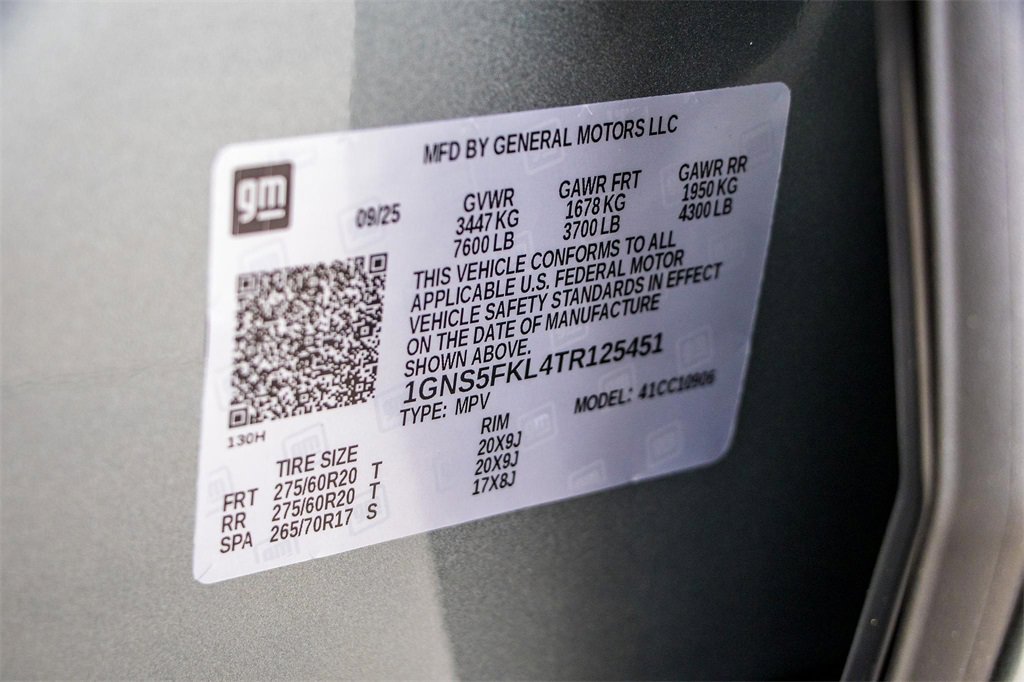 MFD BY GENERAL MOTORS LLC
gm
09/25
GVWR GAWR FRT GAWR RR
3447 KG 1678 KG 1950 KG
7600 LB 3700 LB 4300 LB
THIS VEHICLE CONFORMS TO ALL
APPLICABLE U.S. FEDERAL MOTOR
VEHICLE SAFETY STANDARDS IN EFFECT
ON THE DATE OF MANUFACTURE
SHOWN ABOVE.
1GNS5FKL4TR125451
TYPE: MPV MODEL: 41CC10906
130H
TIRE SIZE RIM
FRT 275/60R20 T 20X9J
RR 275/60R20 T 20X9J
SPA 265/70R17 S 17X8J